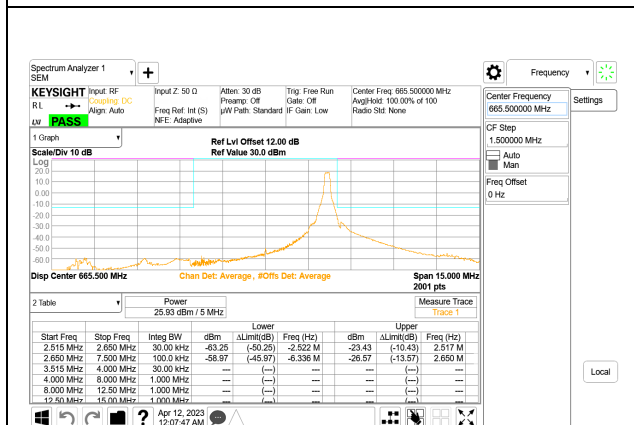 Spectrum Analyzer 1
SEM
+
Frequency
KEYSIGHT Input: RF Input Z: 50 Ω Atten: 30 dB Trig: Free Run Center Freq: 665.500000 MHz
RL Coupling: DC Preamp: Off Gate: Off Avg|Hold: 100.00% of 100
Align: Auto Freq Ref: Int (S) µW Path: Standard IF Gain: Low Radio Std: None
LXI PASS NFE: Adaptive
Center Frequency
665.500000 MHz
Settings
CF Step
1.500000 MHz
Auto
Man
Freq Offset
0 Hz
Local
1 Graph
Ref Lvl Offset 12.00 dB
Scale/Div 10 dB Ref Value 30.0 dBm
Log
20.0
10.0
0.00
-10.0
-20.0
-30.0
-40.0
-50.0
-60.0
Disp Center 665.500 MHz Chan Det: Average, #Offs Det: Average Span 15.000 MHz
2001 pts
2 Table Power Measure Trace
25.93 dBm / 5 MHz Trace 1
Lower Upper
Start Freq Stop Freq Integ BW dBm ΔLimit(dB) Freq (Hz) dBm ΔLimit(dB) Freq (Hz)
2.515 MHz 2.650 MHz 30.00 kHz -63.25 (-50.25) -2.522 M -23.43 (-10.43) 2.517 M
2.650 MHz 7.500 MHz 100.0 kHz -58.97 (-45.97) -6.336 M -26.57 (-13.57) 2.650 M
3.515 MHz 4.000 MHz 30.00 kHz --- (---) --- --- (---) ---
4.000 MHz 8.000 MHz 1.000 MHz --- (---) --- --- (---) ---
8.000 MHz 12.50 MHz 1.000 MHz --- (---) --- --- (---) ---
12.50 MHz 15.00 MHz 1.000 MHz --- (---) --- --- (---) ---
? Apr 12, 2023
12:07:47 AM